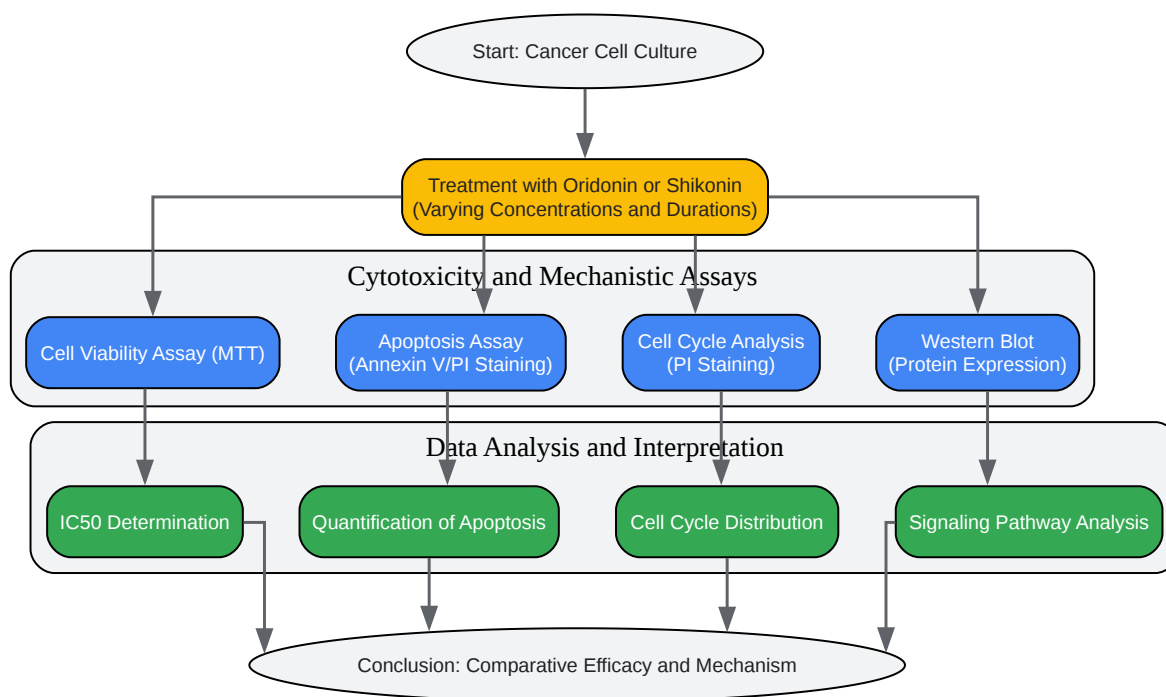 Start: Cancer Cell Culture
Treatment with Oridonin or Shikonin
(Varying Concentrations and Durations)
Cytotoxicity and Mechanistic Assays
Cell Viability Assay (MTT)
Apoptosis Assay
(Annexin V/PI Staining)
Cell Cycle Analysis
(PI Staining)
Western Blot
(Protein Expression)
Data Analysis and Interpretation
IC50 Determination
Quantification of Apoptosis
Cell Cycle Distribution
Signaling Pathway Analysis
Conclusion: Comparative Efficacy and Mechanism